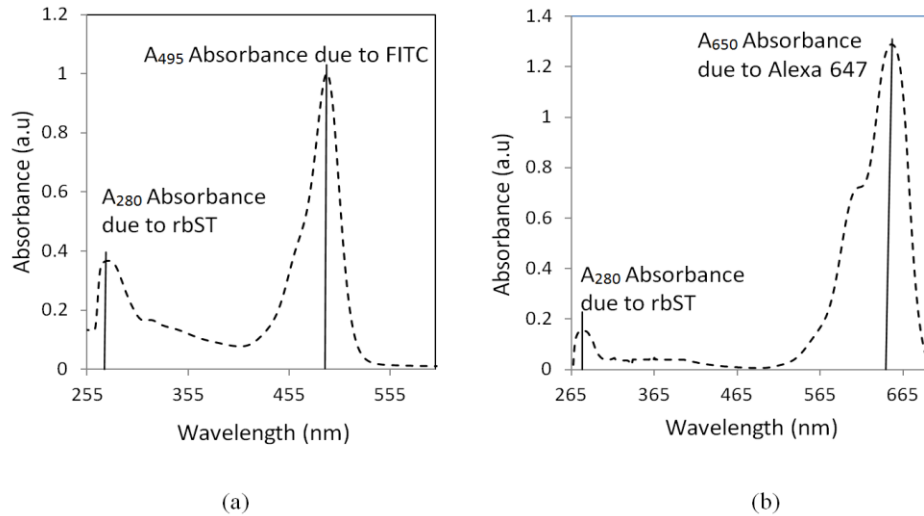 1.2
1
0.8
0.6
0.4
0.2
0
Absorbance (a.u)
A₄₉₅ Absorbance due to FITC
A₂₈₀ Absorbance
due to rbST
255 355 455 555
Wavelength (nm)
(a)
1.4
1.2
1
0.8
0.6
0.4
0.2
0
Absorbance (a.u)
A₆₅₀ Absorbance
due to Alexa 647
A₂₈₀ Absorbance
due to rbST
265 365 465 565 665
Wavelength (nm)
(b)